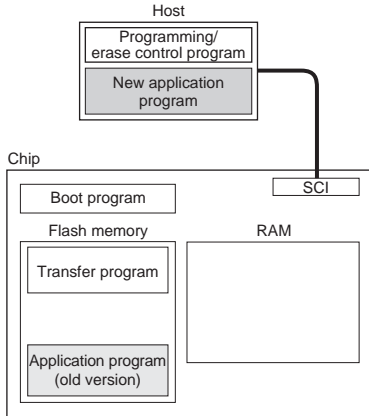 Host
Programming/
erase control program
New application
program
Chip
SCI
Boot program
Flash memory
RAM
Transfer program
Application program
(old version)